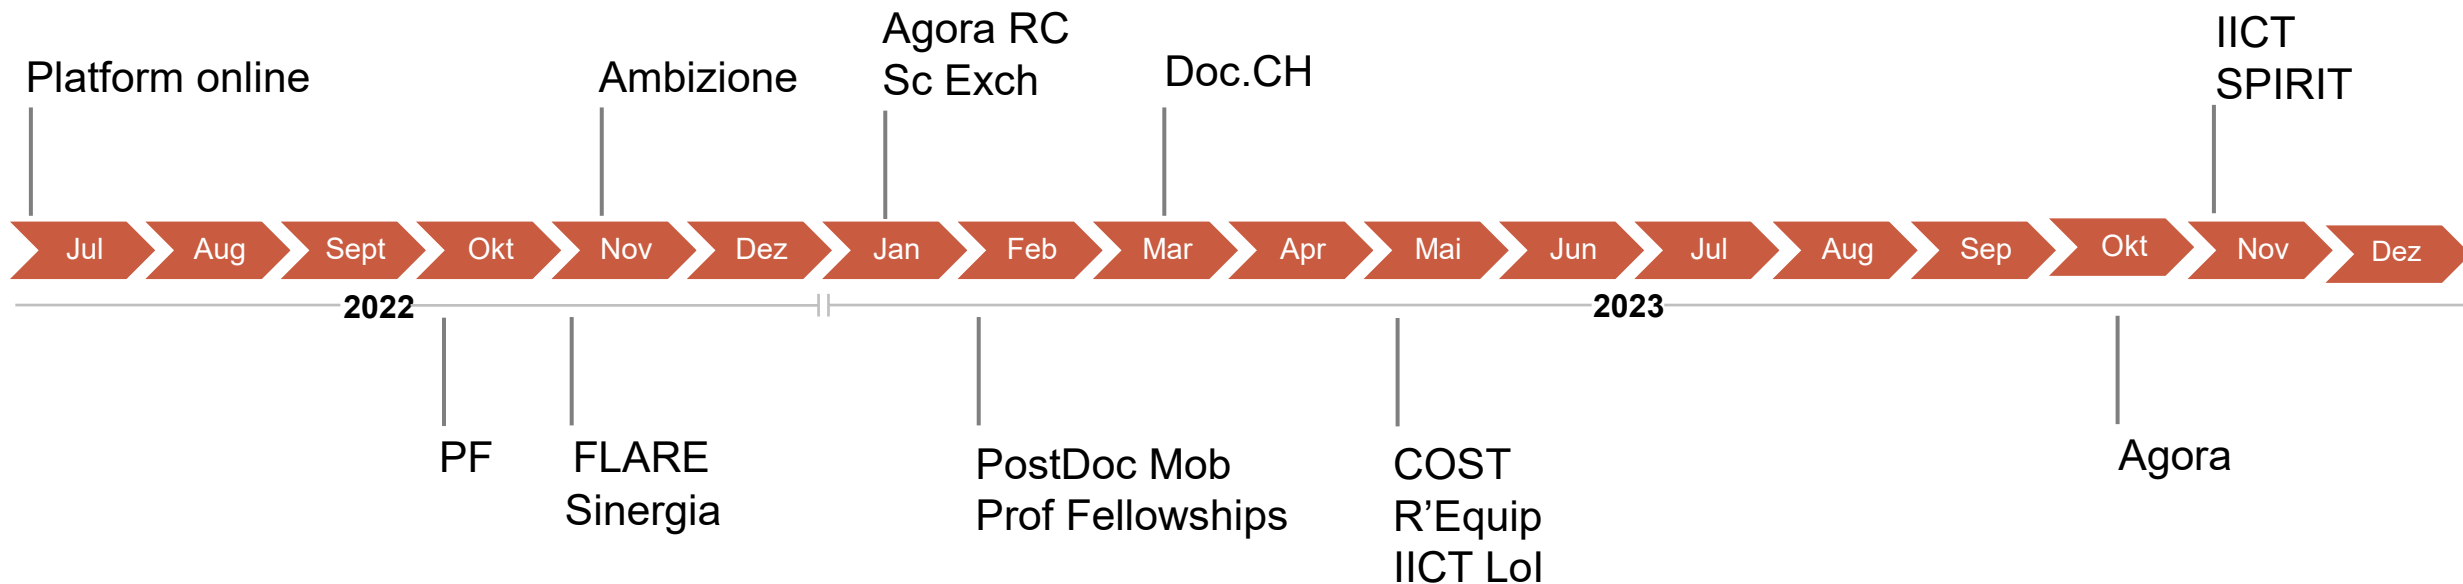 Platform online
Ambizione
Agora RC
Sc Exch
Doc.CH
IICT
SPIRIT
Jul Aug Sept Okt Nov Dez Jan Feb Mar Apr Mai Jun Jul Aug Sep Okt Nov Dez
2022 2023
PF
FLARE
Sinergia
PostDoc Mob
Prof Fellowships
COST
R’Equip
IICT LoI
Agora